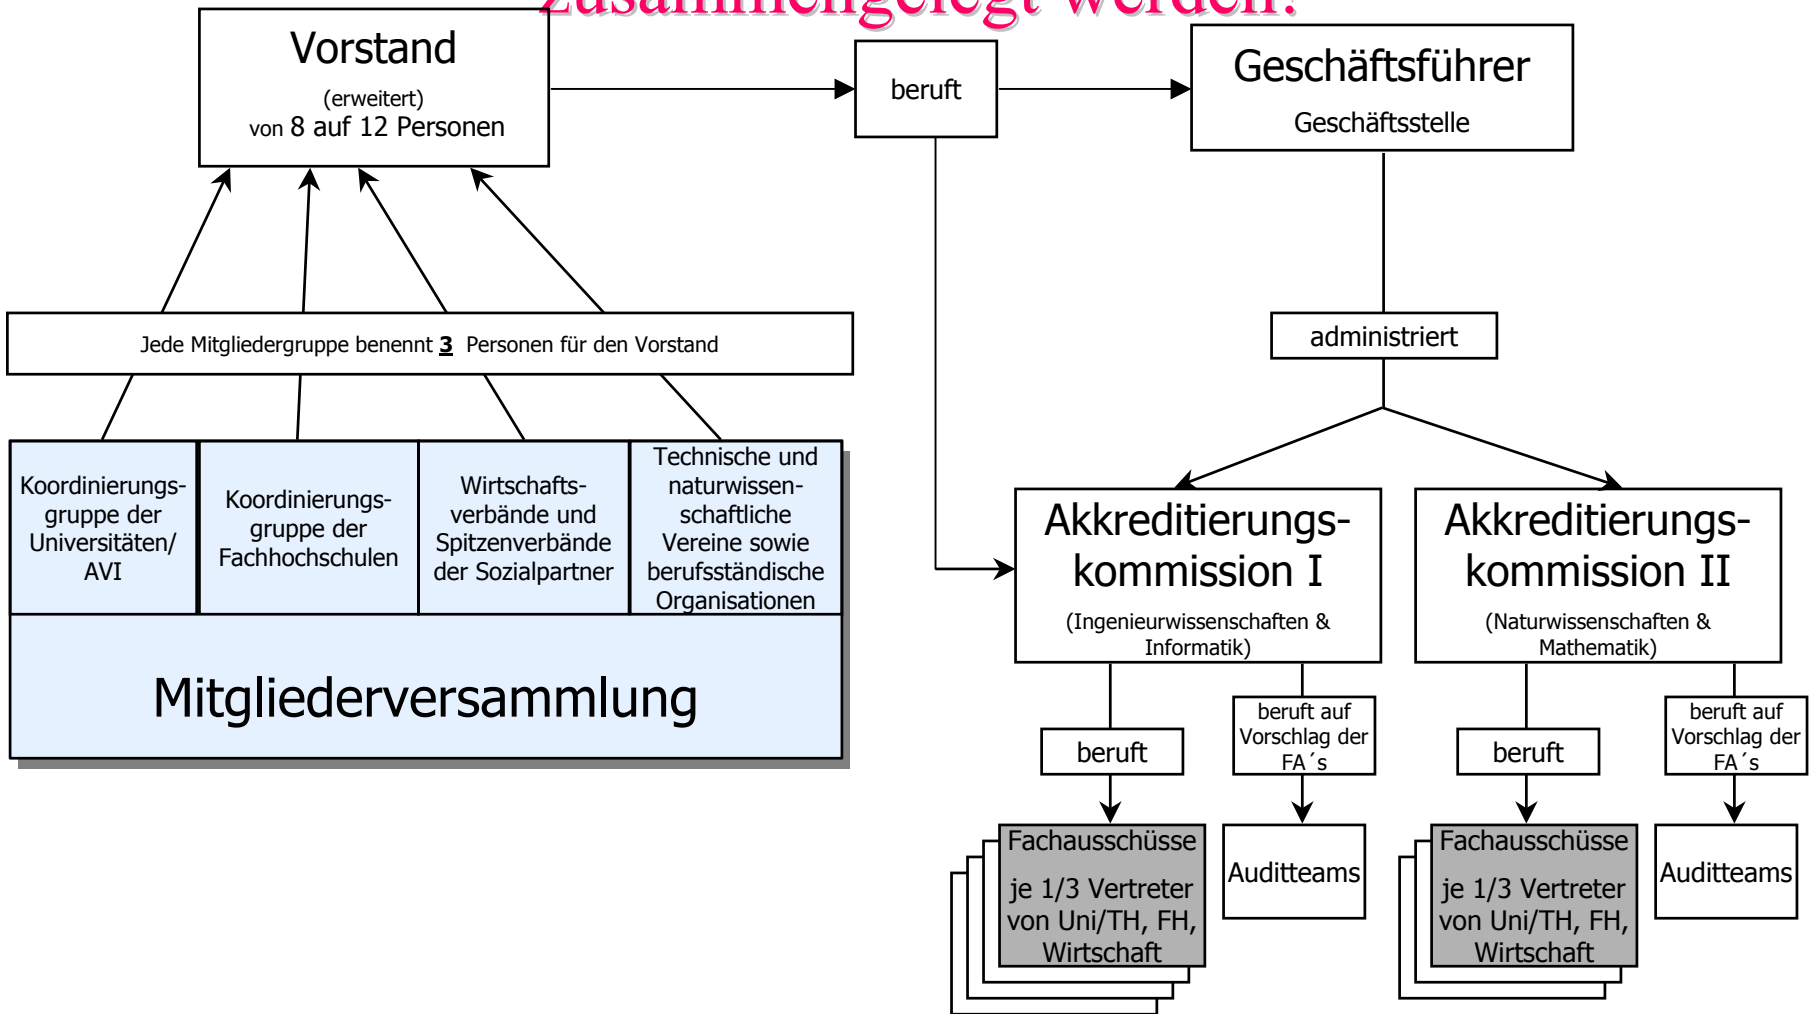 zusammengelegt werden!
Vorstand
(erweitert)
von 8 auf 12 Personen
beruft
Geschäftsführer
Geschäftsstelle
Jede Mitgliedergruppe benennt 3 Personen für den Vorstand
administriert
Koordinierungs-
gruppe der
Universitäten/
AVI
Koordinierungs-
gruppe der
Fachhochschulen
Wirtschafts-
verbände und
Spitzenverbände
der Sozialpartner
Technische und
naturwissen-
schaftliche
Vereine sowie
berufsständische
Organisationen
Mitgliederversammlung
Akkreditierungs-
kommission I
(Ingenieurwissenschaften &
Informatik)
Akkreditierungs-
kommission II
(Naturwissenschaften &
Mathematik)
beruft
beruft auf
Vorschlag der
FA´s
beruft
beruft auf
Vorschlag der
FA´s
Fachausschüsse
je 1/3 Vertreter
von Uni/TH, FH,
Wirtschaft
Auditteams
Fachausschüsse
je 1/3 Vertreter
von Uni/TH, FH,
Wirtschaft
Auditteams